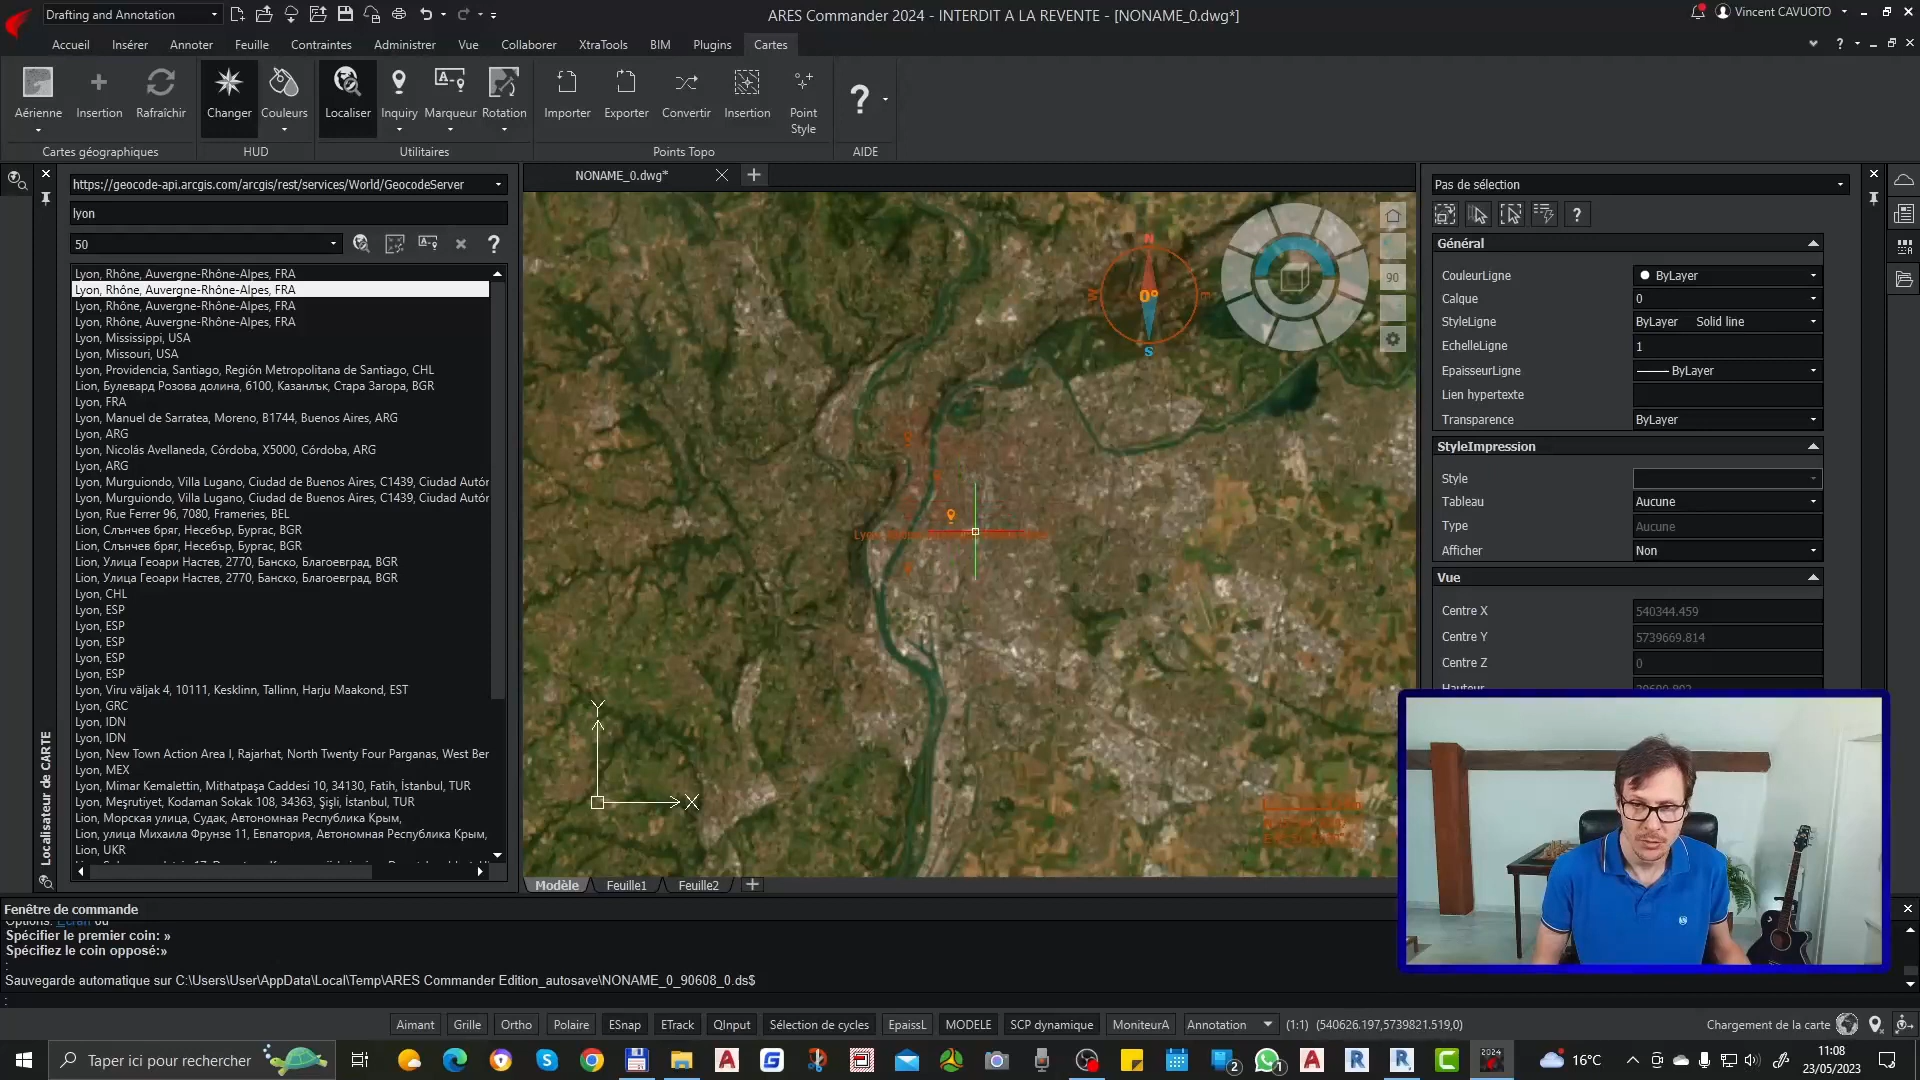 Drafting and Annotation
ARES Commander 2024 - INTERDIT A LA REVENTE - [NONAME_0.dwg*]
Vincent CAVUOTO
Accueil Insérer Annoter Feuille Contraintes Administrer Vue Collaborer XtraTools BIM Plugins Cartes
Aérienne Insertion Rafraîchir Changer Couleurs Localiser Inquiry Marqueur Rotation Importer Exporter Convertir Insertion Point Style
Cartes géographiques HUD Utilitaires Points Topo AIDE
https://geocode-api.arcgis.com/arcgis/rest/services/World/GeocodeServer
lyon
50
Lyon, Rhône, Auvergne-Rhône-Alpes, FRA
Lyon, Rhône, Auvergne-Rhône-Alpes, FRA
Lyon, Rhône, Auvergne-Rhône-Alpes, FRA
Lyon, Rhône, Auvergne-Rhône-Alpes, FRA
Lyon, Mississippi, USA
Lyon, Missouri, USA
Lyon, Providencia, Santiago, Región Metropolitana de Santiago, CHL
Lion, Булевард Розова долина, 6100, Казанлък, Стара Загора, BGR
Lyon, FRA
Lyon, Manuel de Sarratea, Moreno, B1744, Buenos Aires, ARG
Lyon, ARG
Lyon, Nicolás Avellaneda, Córdoba, X5000, Córdoba, ARG
Lyon, ARG
Lyon, Murguiondo, Villa Lugano, Ciudad de Buenos Aires, C1439, Ciudad Autór
Lyon, Murguiondo, Villa Lugano, Ciudad de Buenos Aires, C1439, Ciudad Autór
Lyon, Rue Ferrer 96, 7080, Frameries, BEL
Lion, Слънчев бряг, Несебър, Бургас, BGR
Lion, Слънчев бряг, Несебър, Бургас, BGR
Lion, Улица Геоари Настев, 2770, Банско, Благоевград, BGR
Lion, Улица Геоари Настев, 2770, Банско, Благоевград, BGR
Lyon, CHL
Lyon, ESP
Lyon, ESP
Lyon, ESP
Lyon, ESP
Lyon, ESP
Lyon, Viru väljak 4, 10111, Kesklinn, Tallinn, Harju Maakond, EST
Lyon, GRC
Lyon, IDN
Lyon, IDN
Lyon, New Town Action Area I, Rajarhat, North Twenty Four Parganas, West Ber
Lyon, MEX
Lyon, Mimar Kemalettin, Mithatpaşa Caddesi 10, 34130, Fatih, İstanbul, TUR
Lyon, Meşrutiyet, Kodaman Sokak 108, 34363, Şişli, İstanbul, TUR
Lion, Морская улица, Судак, Автономная Республика Крым,
Lion, улица Михаила Фрунзе 11, Евпатория, Автономная Республика Крым,
Lion, UKR
Localisateur de CARTE
NONAME_0.dwg*
N
W 0° E
S
90
Y
X
Modèle Feuille1 Feuille2
Pas de sélection
Général
CouleurLigne ByLayer
Calque 0
StyleLigne ByLayer Solid line
EchelleLigne 1
EpaisseurLigne ByLayer
Lien hypertexte
Transparence ByLayer
StyleImpression
Style
Tableau Aucune
Type Aucune
Afficher Non
Vue
Centre X 540344.459
Centre Y 5739669.814
Centre Z 0
Fenêtre de commande
Spécifier le premier coin: »
Spécifiez le coin opposé:»
:
Sauvegarde automatique sur C:\Users\User\AppData\Local\Temp\ARES Commander Edition_autosave\NONAME_0_90608_0.ds$
:
Aimant Grille Ortho Polaire ESnap ETrack QInput Sélection de cycles EpaissL MODELE SCP dynamique MoniteurA Annotation (1:1) (540626.197,5739821.519,0) Chargement de la carte
Taper ici pour rechercher
2
1
2024
16°C
11:08
23/05/2023